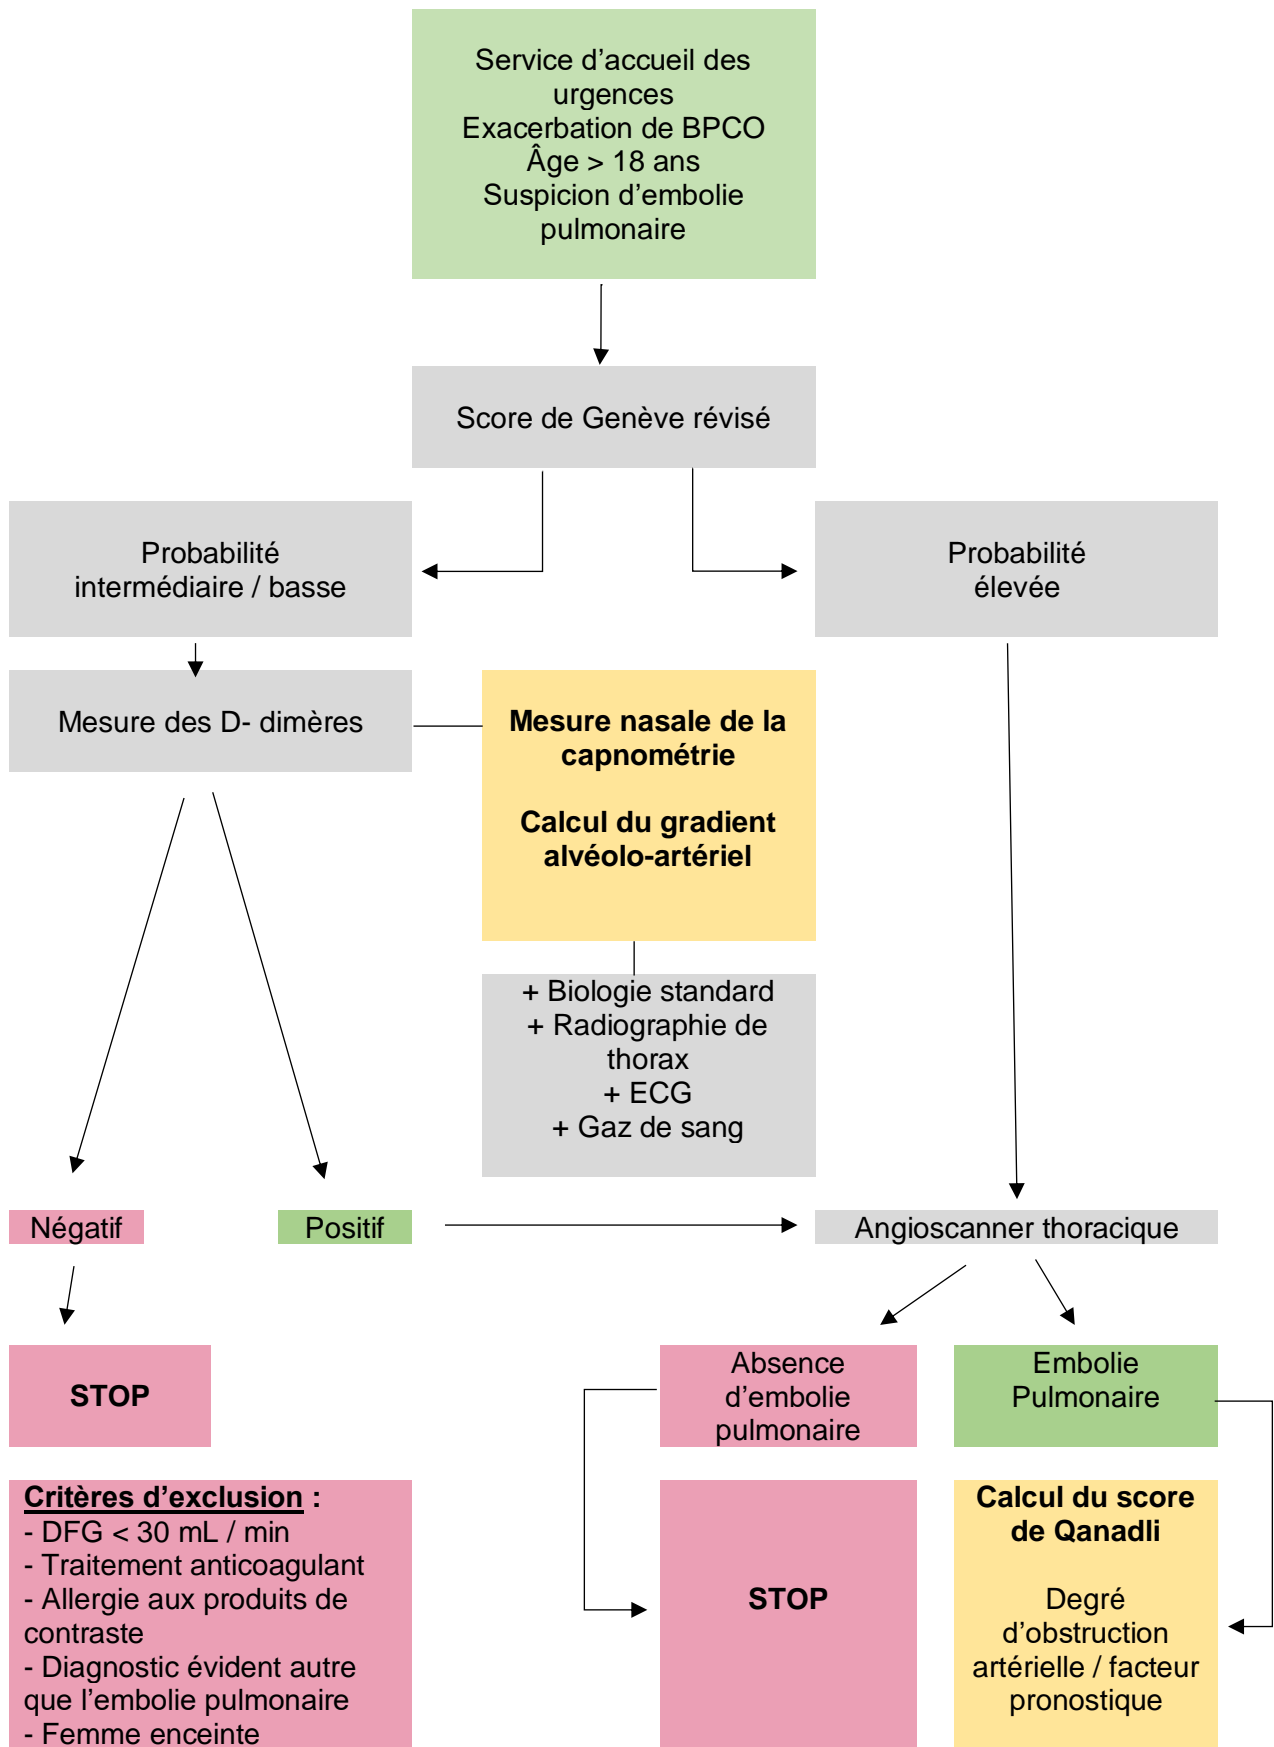 Service d’accueil des
urgences
Exacerbation de BPCO
Âge > 18 ans
Suspicion d’embolie
pulmonaire
Score de Genève révisé
Probabilité
intermédiaire / basse
Probabilité
élevée
Mesure des D- dimères
Mesure nasale de la
capnométrie
Calcul du gradient
alvéolo-artériel
+ Biologie standard
+ Radiographie de
thorax
+ ECG
+ Gaz de sang
Négatif
Positif
Angioscanner thoracique
STOP
Absence
d’embolie
pulmonaire
Embolie
Pulmonaire
Critères d’exclusion :
- DFG < 30 mL / min
- Traitement anticoagulant
- Allergie aux produits de
contraste
- Diagnostic évident autre
que l’embolie pulmonaire
- Femme enceinte
STOP
Calcul du score
de Qanadli
Degré
d’obstruction
artérielle / facteur
pronostique